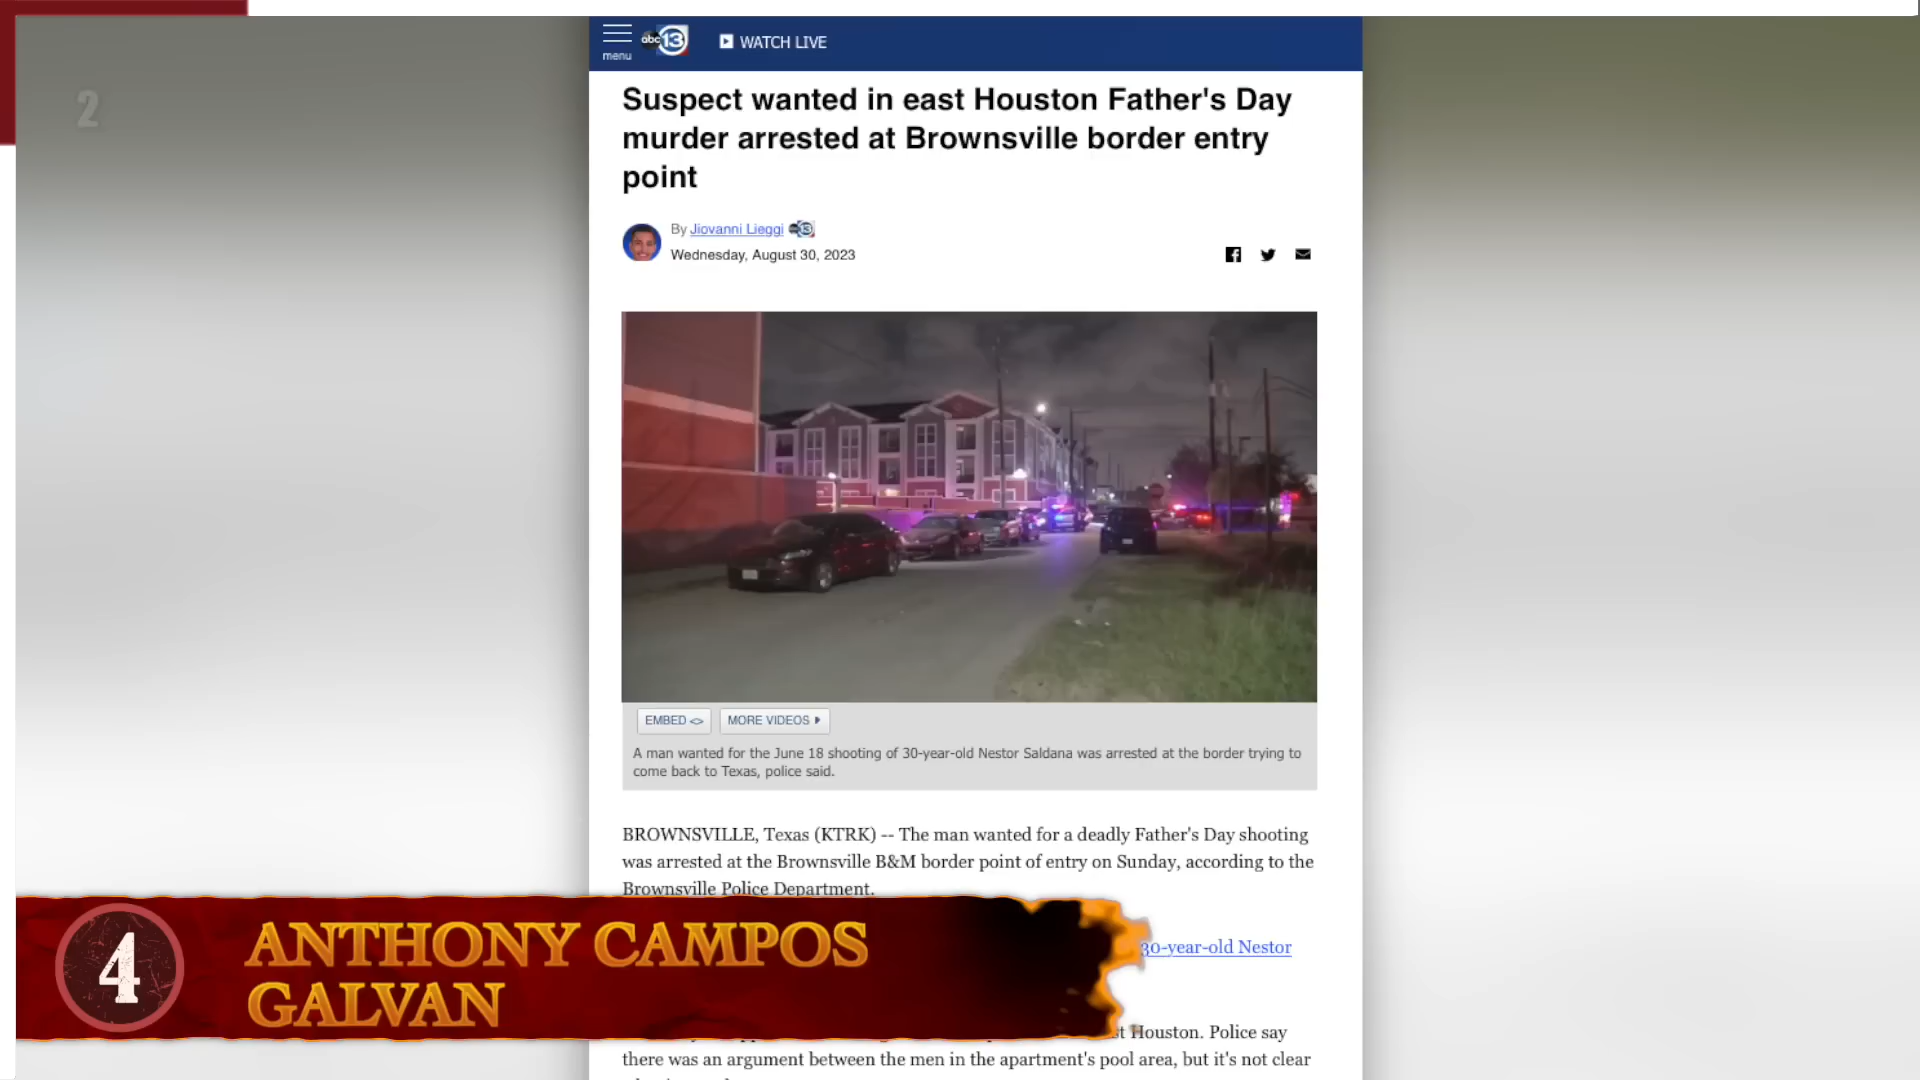 2
menu
abc 13
WATCH LIVE
Suspect wanted in east Houston Father's Day
murder arrested at Brownsville border entry
point
By Jiovanni Lieggi
Wednesday, August 30, 2023
EMBED <>
MORE VIDEOS
A man wanted for the June 18 shooting of 30-year-old Nestor Saldana was arrested at the border trying to
come back to Texas, police said.
BROWNSVILLE, Texas (KTRK) -- The man wanted for a deadly Father's Day shooting
was arrested at the Brownsville B&M border point of entry on Sunday, according to the
Brownsville Police Department.
30-year-old Nestor
4
ANTHONY CAMPOS
GALVAN
Houston. Police say
there was an argument between the men in the apartment's pool area, but it's not clear